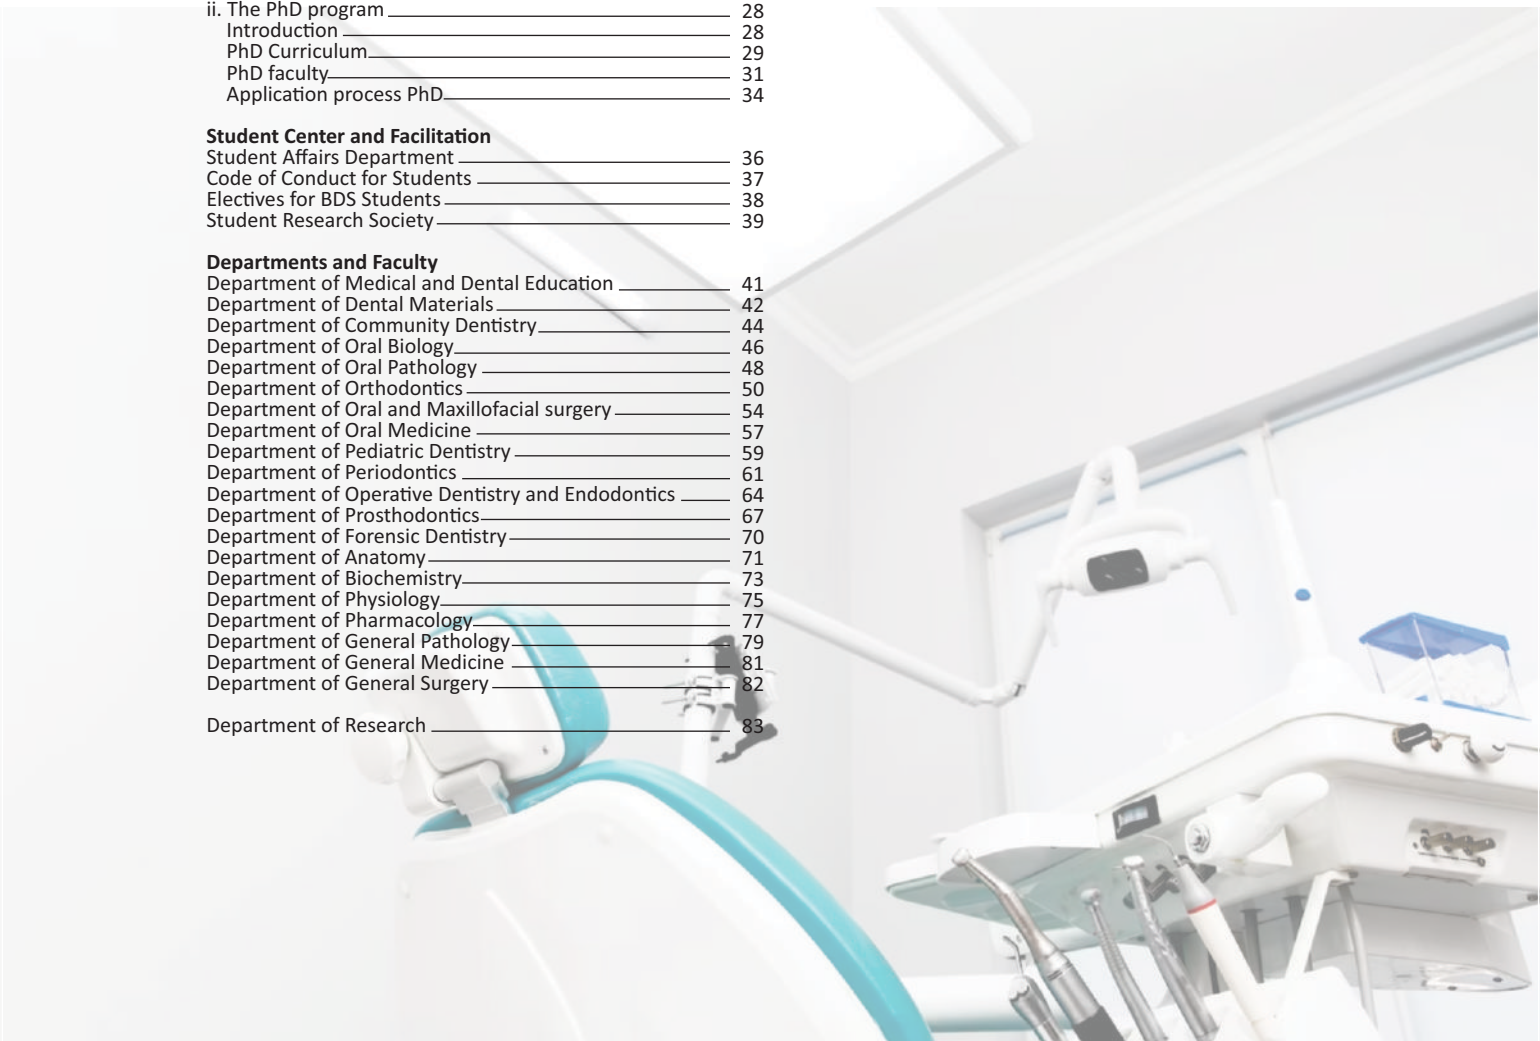 ii. The PhD program 28
Introduction 28
PhD Curriculum 29
PhD faculty 31
Application process PhD 34
Student Center and Facilitation
Student Affairs Department 36
Code of Conduct for Students 37
Electives for BDS Students 38
Student Research Society 39
Departments and Faculty
Department of Medical and Dental Education 41
Department of Dental Materials 42
Department of Community Dentistry 44
Department of Oral Biology 46
Department of Oral Pathology 48
Department of Orthodontics 50
Department of Oral and Maxillofacial surgery 54
Department of Oral Medicine 57
Department of Pediatric Dentistry 59
Department of Periodontics 61
Department of Operative Dentistry and Endodontics 64
Department of Prosthodontics 67
Department of Forensic Dentistry 70
Department of Anatomy 71
Department of Biochemistry 73
Department of Physiology 75
Department of Pharmacology 77
Department of General Pathology 79
Department of General Medicine 81
Department of General Surgery 82
Department of Research 83